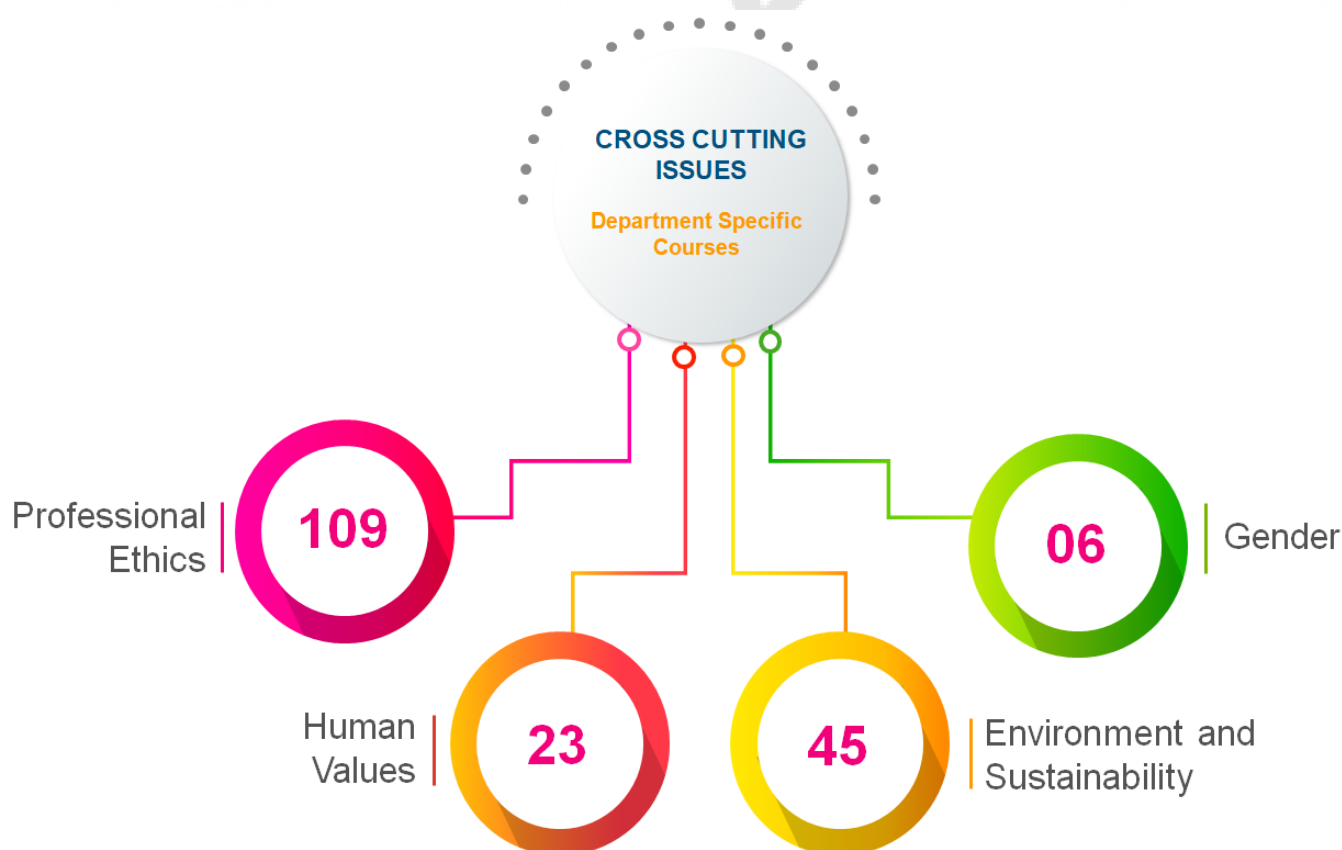 CROSS CUTTING
ISSUES
Department Specific
Courses
Professional
Ethics
109
06
Gender
Human
Values
23
45
Environment and
Sustainability